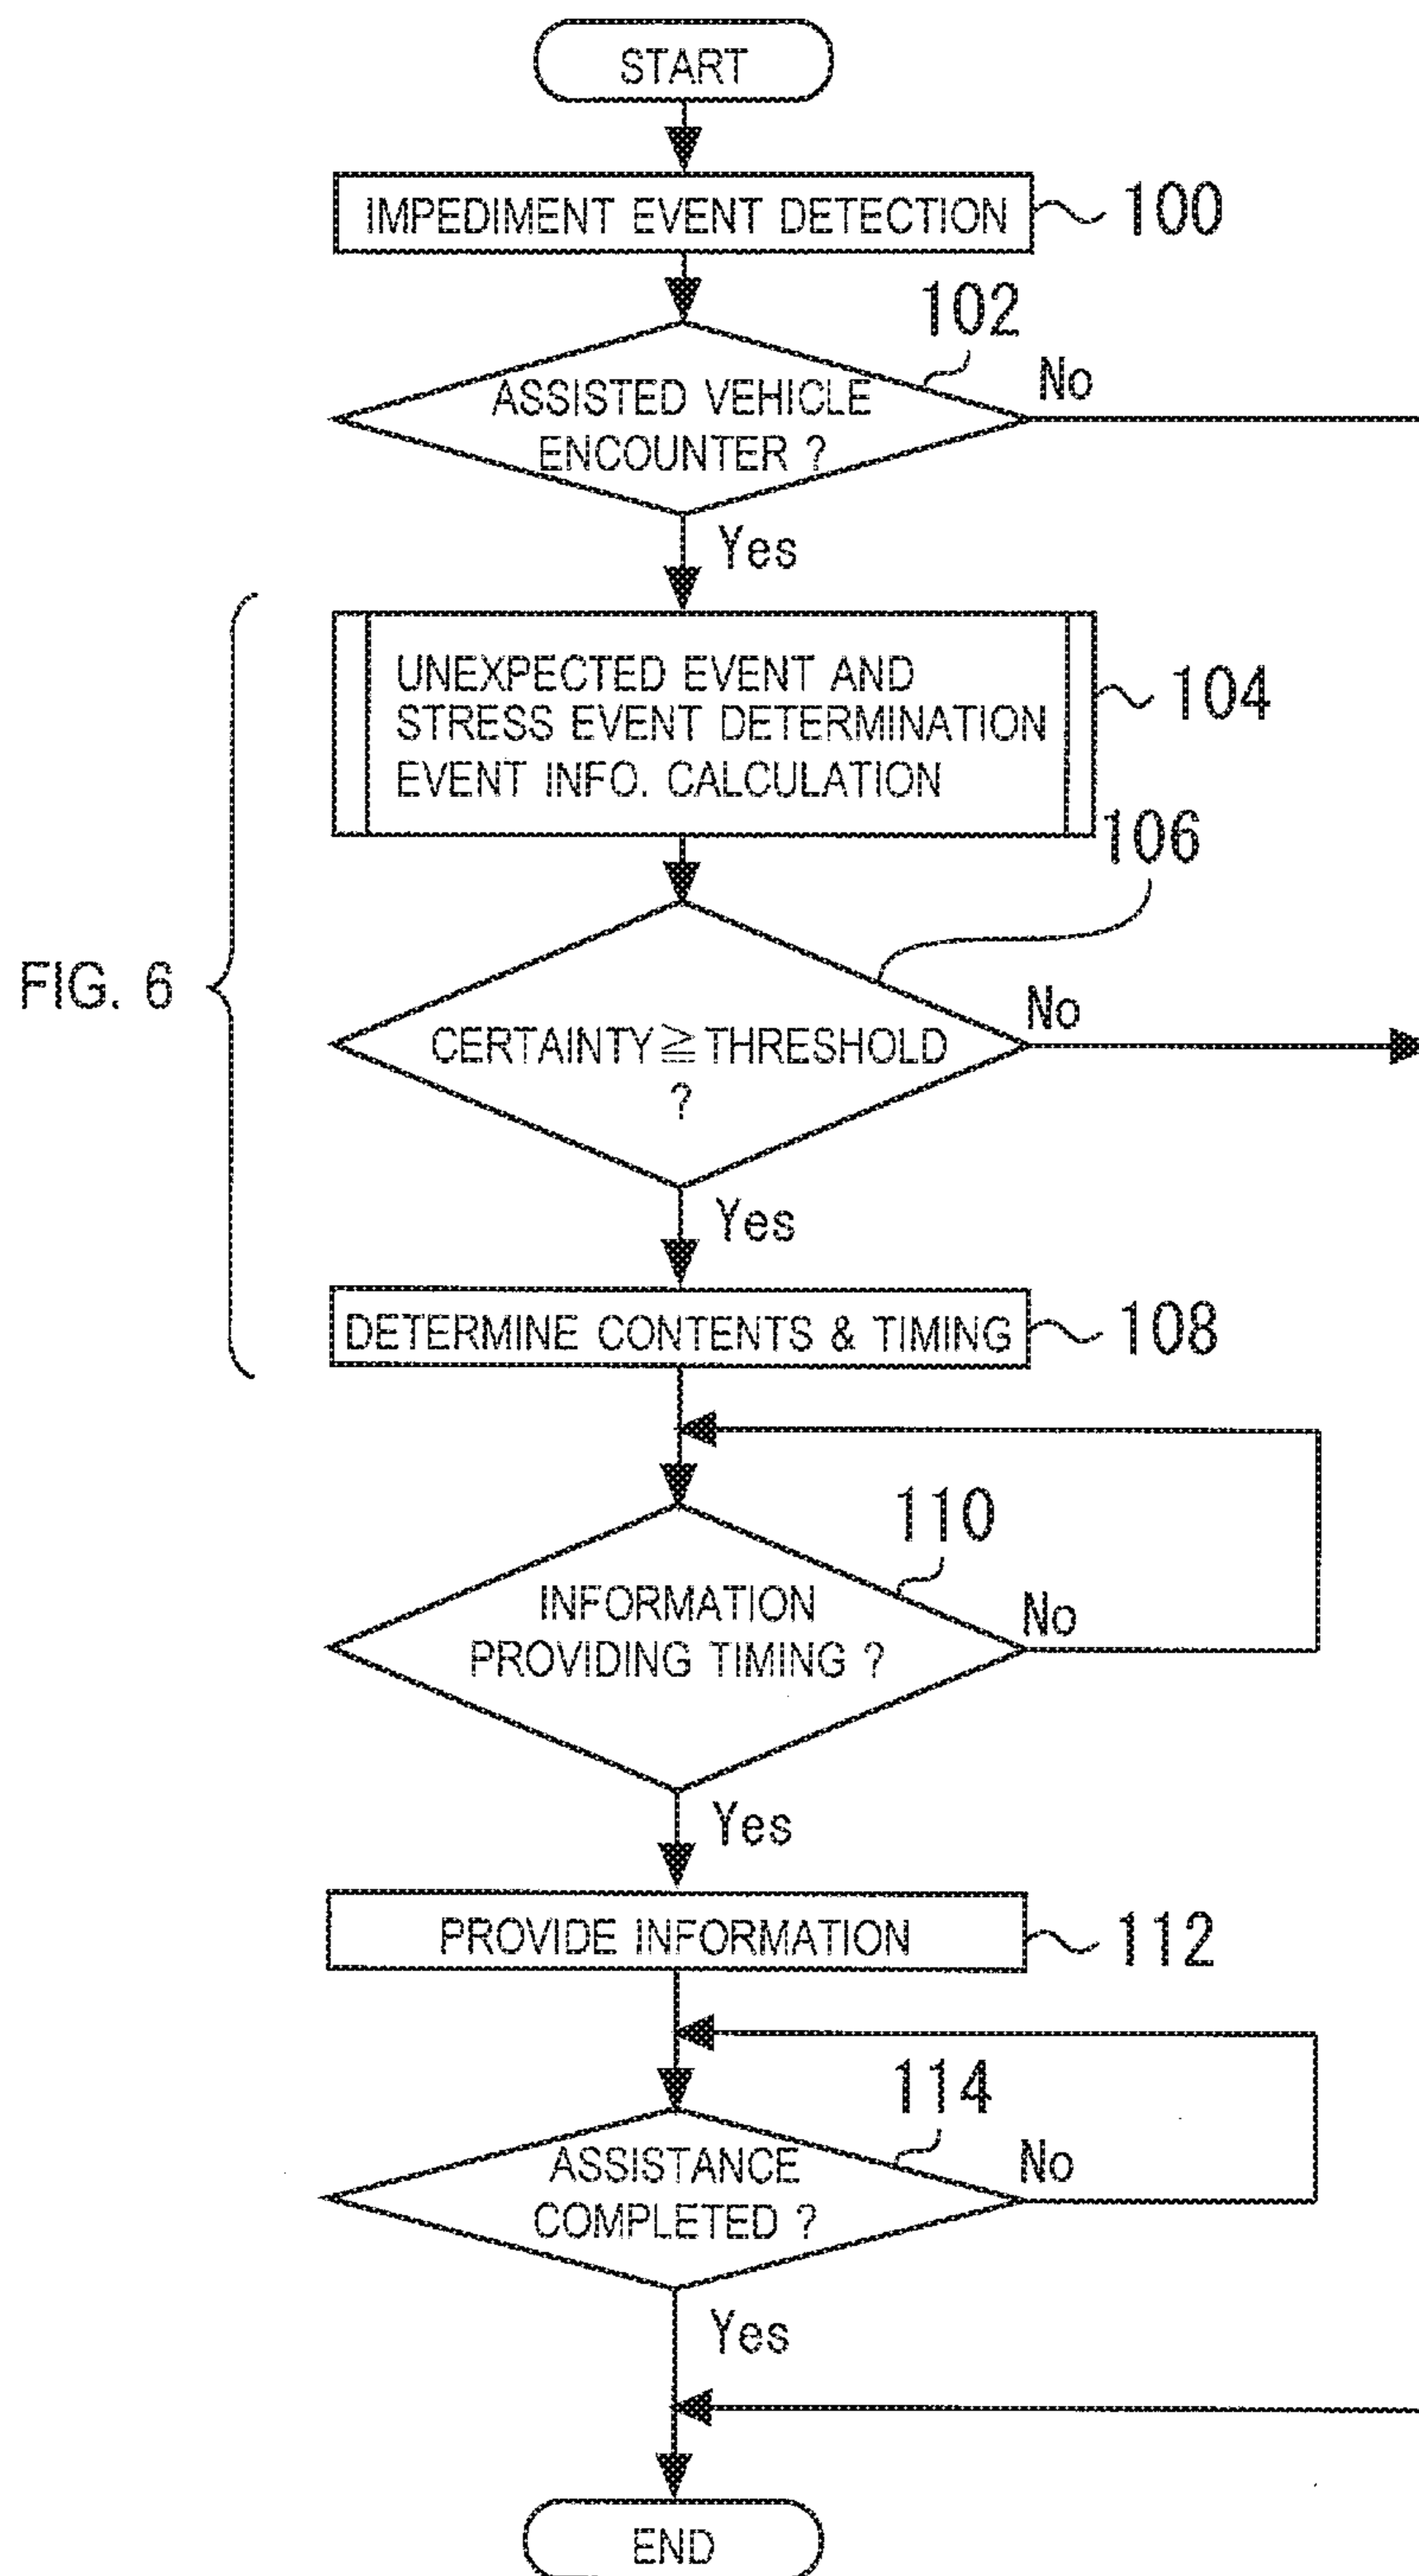 START
IMPEDIMENT EVENT DETECTION
100
102
ASSISTED VEHICLE
ENCOUNTER ?
No
Yes
UNEXPECTED EVENT AND
STRESS EVENT DETERMINATION
EVENT INFO. CALCULATION
104
106
FIG. 6
CERTAINTY≧THRESHOLD
?
No
Yes
DETERMINE CONTENTS & TIMING
108
110
INFORMATION
PROVIDING TIMING ?
No
Yes
PROVIDE INFORMATION
112
114
ASSISTANCE
COMPLETED ?
No
Yes
END